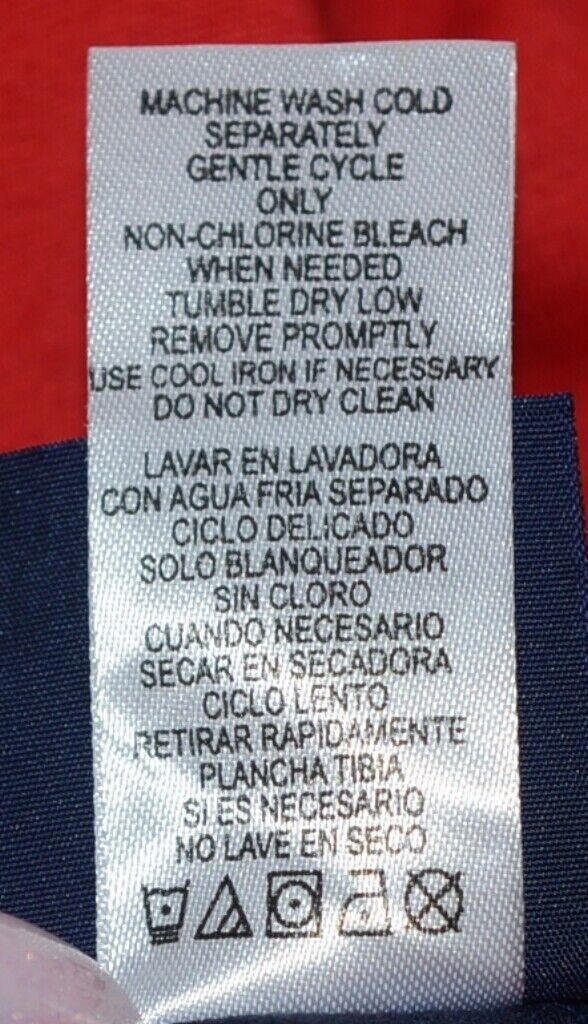 MACHINE WASH COLD
SEPARATELY
GENTLE CYCLE
ONLY
NON-CHLORINE BLEACH
WHEN NEEDED
TUMBLE DRY LOW
REMOVE PROMPTLY
USE COOL IRON IF NECESSARY
DO NOT DRY CLEAN
LAVAR EN LAVADORA
CON AGUA FRIA SEPARADO
CICLO DELICADO
SOLO BLANQUEADOR
SIN CLORO
CUANDO NECESARIO
SECAR EN SECADORA
CICLO LENTO
RETIRAR RAPIDAMENTE
PLANCHA TIBIA
SI ES NECESARIO
NO LAVE EN SECO